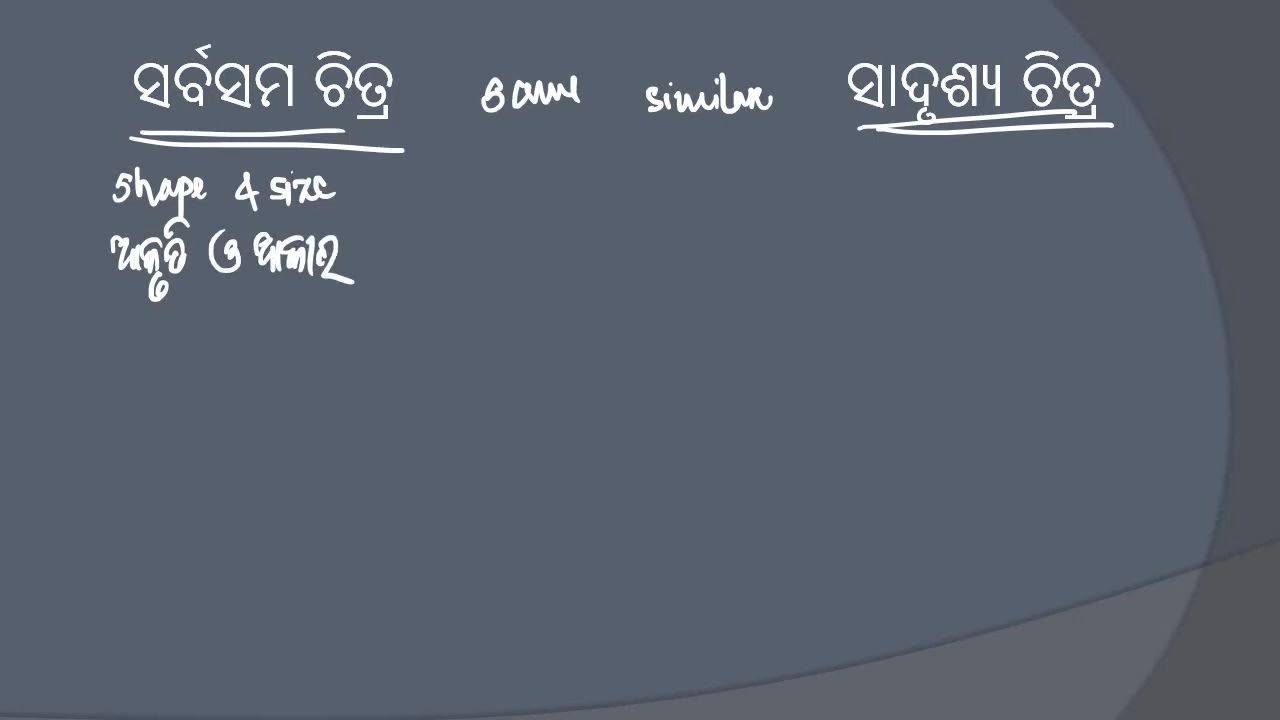 ସର୍ବସମ ଚିତ୍ର same similar ସାଦୃଶ୍ୟ ଚିତ୍ର
shape & size
ଆକୃତି ଓ ଆକାର